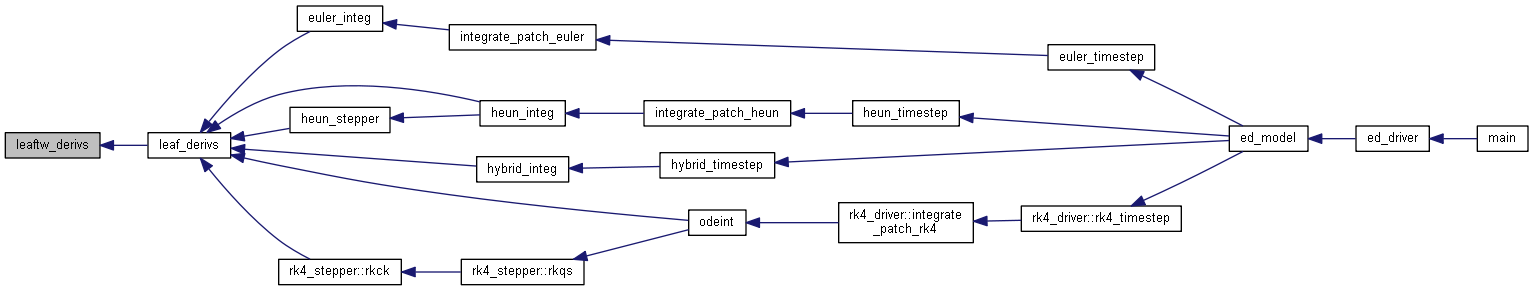 euler_integ
integrate_patch_euler
euler_timestep
heun_stepper
heun_integ
integrate_patch_heun
heun_timestep
leaftw_derivs
leaf_derivs
ed_model
ed_driver
main
hybrid_integ
hybrid_timestep
odeint
rk4_driver::integrate
_patch_rk4
rk4_driver::rk4_timestep
rk4_stepper::rkck
rk4_stepper::rkqs